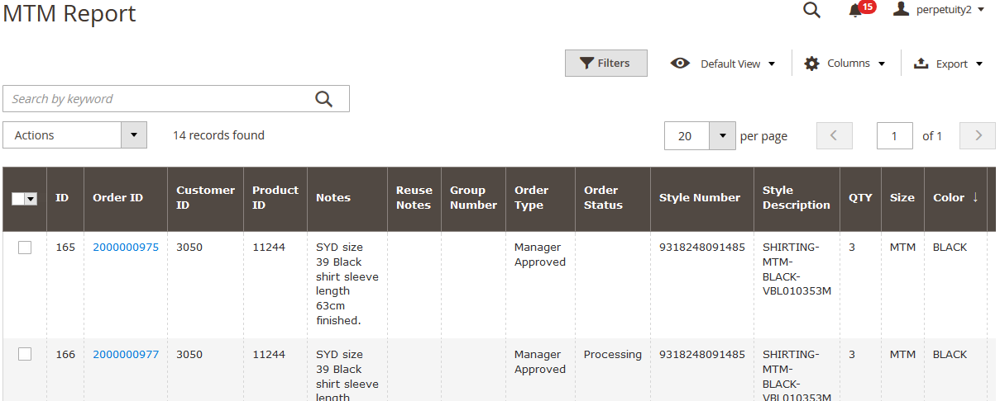 MTM Report
15
perpetuity2
Filters
Default View
Columns
Export
Search by keyword
Actions
14 records found
20
per page
1
of 1
ID
Order ID
Customer
ID
Product
ID
Notes
Reuse
Notes
Group
Number
Order
Type
Order
Status
Style Number
Style
Description
QTY
Size
Color ↓
165
2000000975
3050
11244
SYD size
39 Black
shirt sleeve
length
63cm
finished.
Manager
Approved
9318248091485
SHIRTING-
MTM-
BLACK-
VBL010353M
3
MTM
BLACK
166
2000000977
3050
11244
SYD size
39 Black
shirt sleeve
length
Manager
Approved
Processing
9318248091485
SHIRTING-
MTM-
BLACK-
VBL010353M
3
MTM
BLACK